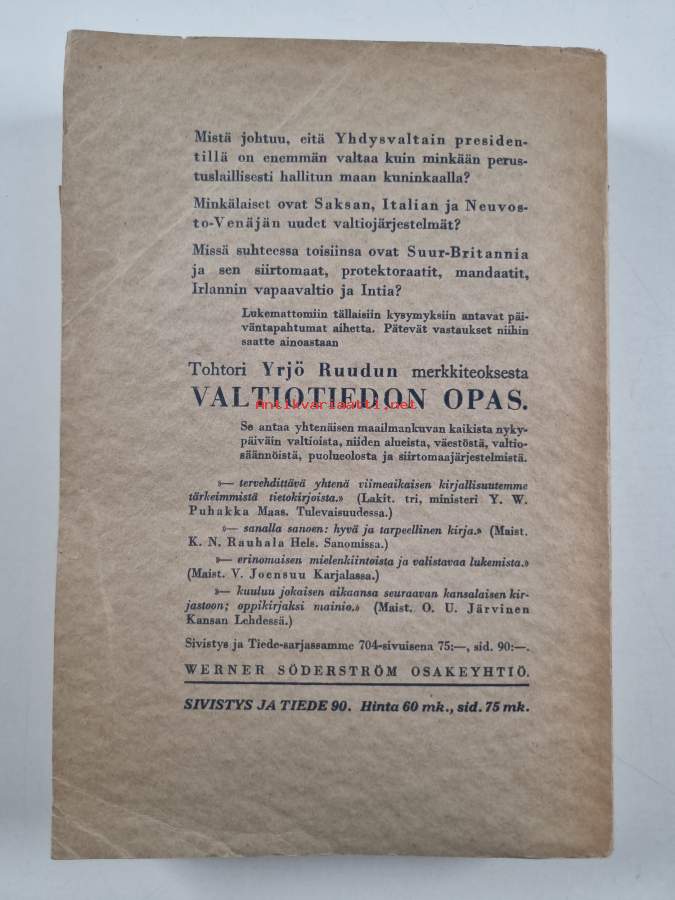 Mistä johtuu, että Yhdysvaltain presiden-
tillä on enemmän valtaa kuin minkään perus-
tuslaillisesti hallitun maan kuninkaalla?
Minkälaiset ovat Saksan, Italian ja Neuvos-
to-Venäjän uudet valtiojärjestelmät?
Missä suhteessa toisiinsa ovat Suur-Britannia
ja sen siirtomaat, protektoraatit, mandaatit,
Irlannin vapaavaltio ja Intia?
Lukemattomiin tällaisiin kysymyksiin antavat päi-
väntapahtumat aihetta. Pätevät vastaukset niihin
saatte ainoastaan
Tohtori Yrjö Ruudun merkkiteoksesta
VALTIOTIEDON OPAS.
Antikvariaatti.net
Se antaa yhtenäisen maailmankuvan kaikista nyky-
päiväin valtioista, niiden alueista, väestöstä, valtio-
säännöistä, puolueolosta ja siirtomaajärjestelmistä.
»— tervehdittävä yhtenä viimeaikaisen kirjallisuutemme
tärkeimmistä tietokirjoista.» (Lakit. tri, ministeri Y. W.
Puhakka Maas. Tulevaisuudessa.)
»— sanalla sanoen: hyvä ja tarpeellinen kirja.» (Maist.
K. N. Rauhala Hels. Sanomissa.)
»— erinomaisen mielenkiintoista ja valistavaa lukemista.»
(Maist. V. Joensuu Karjalassa.)
»— kuuluu jokaisen aikaansa seuraavan kansalaisen kir-
jastoon; oppikirjaksi mainio.» (Maist. O. U. Järvinen
Kansan Lehdessä.)
Sivistys ja Tiede-sarjassamme 704-sivuisena 75:—, sid. 90:—.
WERNER SÖDERSTRÖM OSAKEYHTIÖ.
SIVISTYS JA TIEDE 90. Hinta 60 mk., sid. 75 mk.